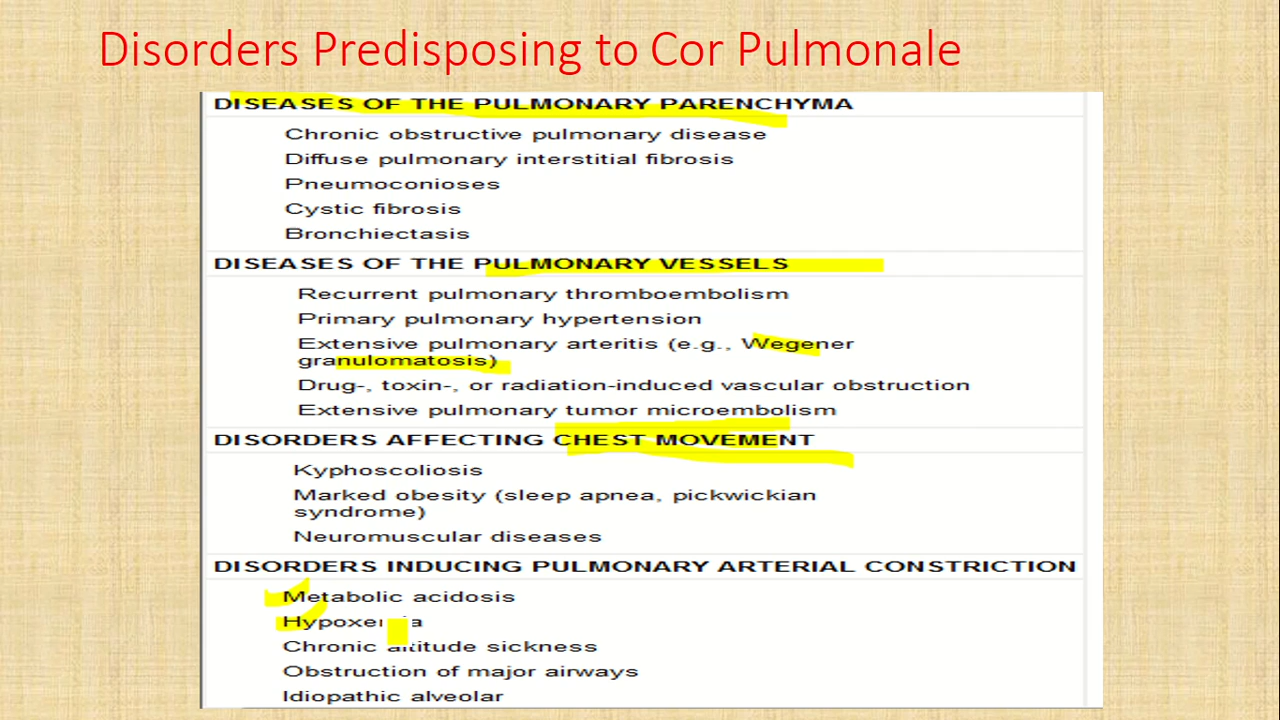 Disorders Predisposing to Cor Pulmonale
DISEASES OF THE PULMONARY PARENCHYMA
Chronic obstructive pulmonary disease
Diffuse pulmonary interstitial fibrosis
Pneumoconioses
Cystic fibrosis
Bronchiectasis
DISEASES OF THE PULMONARY VESSELS
Recurrent pulmonary thromboembolism
Primary pulmonary hypertension
Extensive pulmonary arteritis (e.g., Wegener
granulomatosis)
Drug-, toxin-, or radiation-induced vascular obstruction
Extensive pulmonary tumor microembolism
DISORDERS AFFECTING CHEST MOVEMENT
Kyphoscoliosis
Marked obesity (sleep apnea, pickwickian
syndrome)
Neuromuscular diseases
DISORDERS INDUCING PULMONARY ARTERIAL CONSTRICTION
Metabolic acidosis
Hypoxemia
Chronic altitude sickness
Obstruction of major airways
Idiopathic alveolar